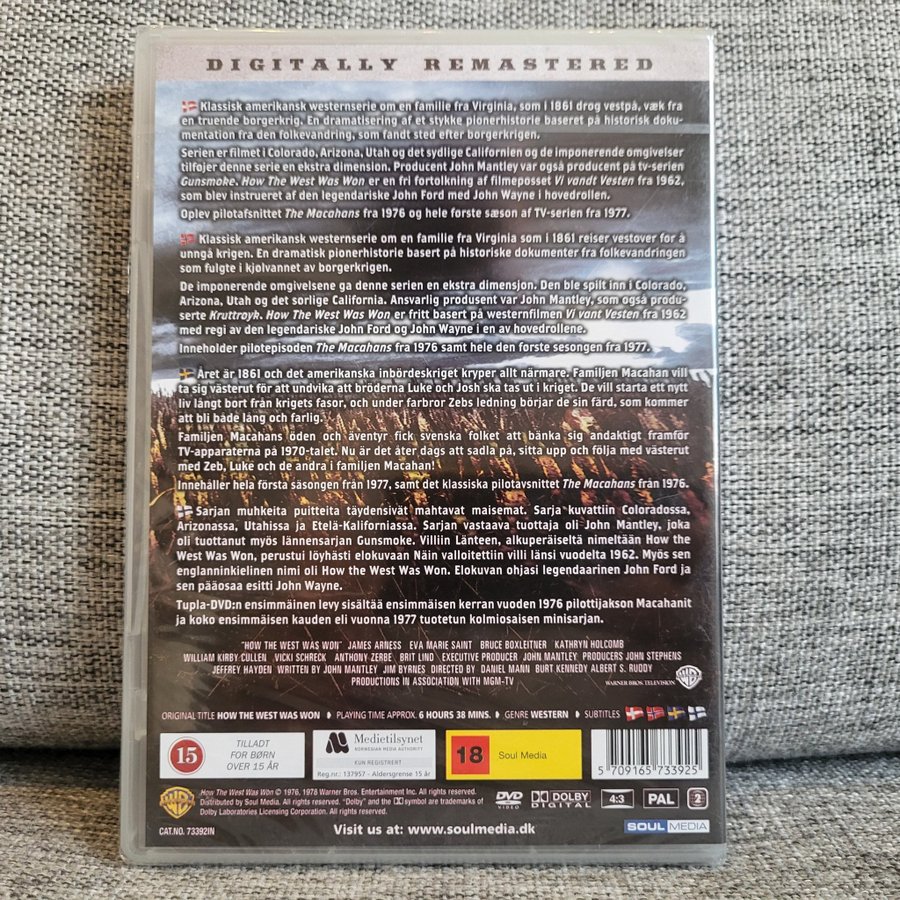 DIGITALLY REMASTERED
Klassisk amerikansk westernserie om en familie fra Virginia, som i 1861 drog vestpå, væk fra
en truende borgerkrig. En dramatisering af et stykke pionerhistorie baseret på historisk doku-
mentation fra den folkevandring, som fandt sted efter borgerkrigen.
Serien er filmet i Colorado, Arizona, Utah og det sydlige Californien og de imponerende omgivelser
tilføjer denne serie en ekstra dimension. Producent John Mantley var også producent på tv-serien
Gunsmoke. How The West Was Won er en fri fortolkning af filmeposset Vi vandt Vesten fra 1962,
som blev instrueret af den legendariske John Ford med John Wayne i hovedrollen.
Oplev pilotafsnittet The Macahans fra 1976 og hele første sæson af TV-serien fra 1977.
Klassisk amerikansk westernserie om en familie fra Virginia som i 1861 reiser vestover for å
unngå krigen. En dramatisk pionerhistorie basert på historiske dokumenter fra folkevandringen
som fulgte i kjølvannet av borgerkrigen.
De imponerende omgivelsene ga denne serien en ekstra dimensjon. Den ble spilt inn i Colorado,
Arizona, Utah og det sorlige California. Ansvarlig produsent var John Mantley, som også produ-
serte Kruttrøyk. How The West Was Won er fritt basert på westernfilmen Vi vant Vesten fra 1962
med regi av den legendariske John Ford og John Wayne i en av hovedrollene.
Inneholder pilotepisoden The Macahans fra 1976 samt hele den første sesongen fra 1977.
Året är 1861 och det amerikanska inbördeskriget kryper allt närmare. Familjen Macahan vill
ta sig västerut för att undvika att bröderna Luke och Josh ska tas ut i kriget. De vill starta ett nytt
liv långt bort från krigets fasor, och under farbror Zebs ledning börjar de sin färd, som kommer
att bli både lång och farlig.
Familjen Macahans öden och äventyr fick svenska folket att bänka sig andaktigt framför
TV-apparaterna på 1970-talet. Nu är det åter dags att sadla på, sitta upp och följa med västerut
med Zeb, Luke och de andra i familjen Macahan!
Innehåller hela första säsongen från 1977, samt det klassiska pilotavsnittet The Macahans från 1976.
Sarjan muhkeita puitteita täydensivät mahtavat maisemat. Sarja kuvattiin Coloradossa,
Arizonassa, Utahissa ja Etelä-Kaliforniassa. Sarjan vastaava tuottaja oli John Mantley, joka
oli tuottanut myös lännensarjan Gunsmoke. Villiin Länteen, alkuperäiseltä nimeltään How the
West Was Won, perustui löyhästi elokuvaan Näin valloitettiin villi länsi vuodelta 1962. Myös sen
englanninkielinen nimi oli How the West Was Won. Elokuvan ohjasi legendaarinen John Ford ja
sen pääosaa esitti John Wayne.
Tupla-DVD:n ensimmäinen levy sisältää ensimmäisen kerran vuoden 1976 pilottijakson Macahanit
ja koko ensimmäisen kauden eli vuonna 1977 tuotetun kolmiosaisen minisarjan.
"HOW THE WEST WAS WON" JAMES ARNESS EVA MARIE SAINT BRUCE BOXLEITNER KATHRYN HOLCOMB
WILLIAM KIRBY CULLEN VICKI SCHRECK ANTHONY ZERBE BRIT LIND EXECUTIVE PRODUCER JOHN MANTLEY PRODUCERS JOHN STEPHENS
JEFFREY HAYDEN WRITTEN BY JOHN MANTLEY JIM BYRNES DIRECTED BY DANIEL MANN BURT KENNEDY ALBERT S. RUDDY
PRODUCTIONS IN ASSOCIATION WITH MGM-TV
WARNER BROS. TELEVISION
ORIGINAL TITLE HOW THE WEST WAS WON PLAYING TIME APPROX. 6 HOURS 38 MINS. GENRE WESTERN SUBTITLES
15
TILLADT
FOR BØRN
OVER 15 ÅR
Medietilsynet
NORWEGIAN MEDIA AUTHORITY
KUN REGISTRERT
Reg.nr.: 137957 - Aldersgrense 15 år
18 Soul Media
5 709165 733925
How The West Was Won © 1976, 1978 Warner Bros. Entertainment Inc. All rights reserved.
Distributed by Soul Media. All rights reserved. "Dolby" and the symbol are trademarks of
Dolby Laboratories Licensing Corporation. All rights reserved.
DVD VIDEO
DOLBY DIGITAL
4:3
PAL
2
CAT.NO. 73392IN
Visit us at: www.soulmedia.dk
SOUL MEDIA